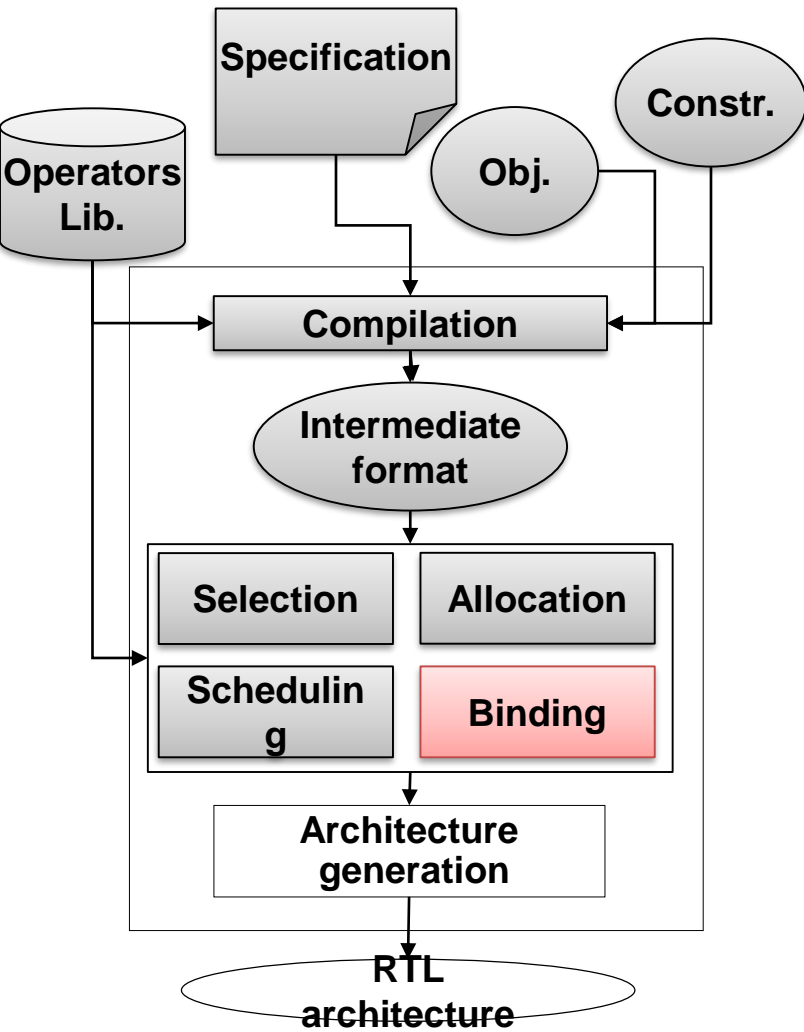 Specification
Constr.
Operators
Lib.
Obj.
Compilation
Intermediate
format
Selection
Allocation
Schedulin
g
Binding
Architecture
generation
RTL
architecture